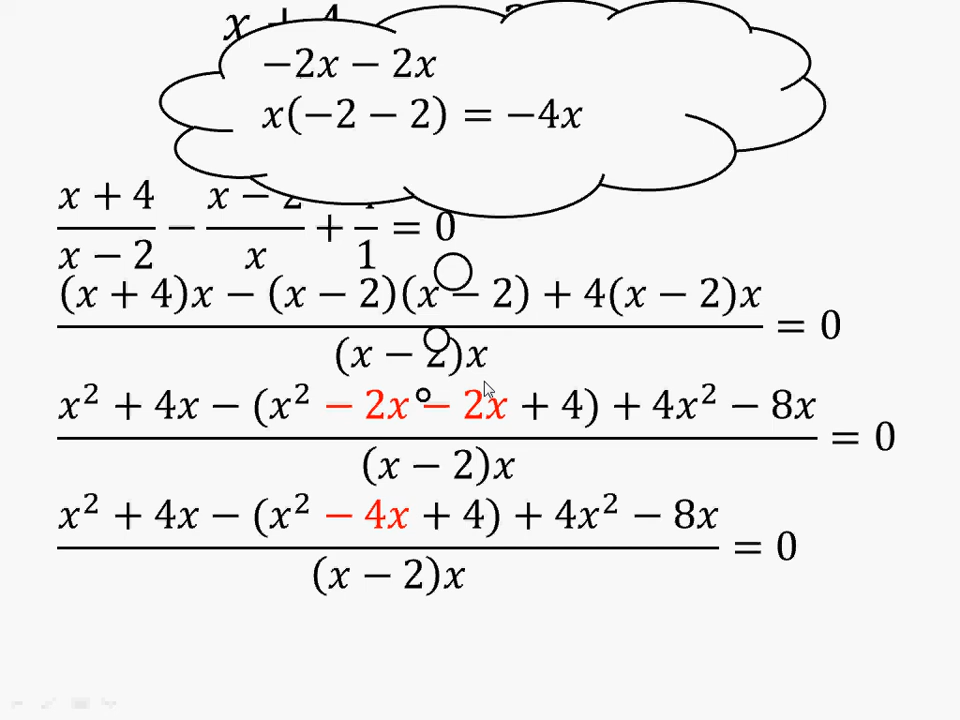 x + 4
−2x − 2x
x(−2 − 2) = −4x
(x + 4)/(x − 2) − (x − 2)/x + 4/1 = 0
((x + 4)x − (x − 2)(x − 2) + 4(x − 2)x)/((x − 2)x) = 0
(x² + 4x − (x² − 2x − 2x + 4) + 4x² − 8x)/((x − 2)x) = 0
(x² + 4x − (x² − 4x + 4) + 4x² − 8x)/((x − 2)x) = 0